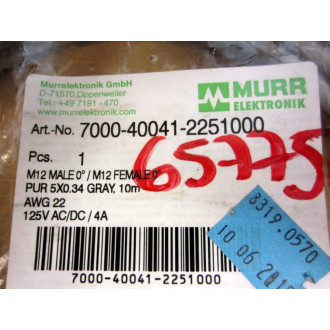 Murrelektronik GmbH
D-71570 Oppenweiler
Tel.: +49 7191 -470
www.murrelektronik.com
MURR
ELEKTRONIK
Art.-No. 7000-40041-2251000
Pcs. 1
M12 MALE 0° / M12 FEMALE 0°
PUR 5X0.34 GRAY, 10m
AWG 22
125V AC/DC / 4A
65775
8319.0570
10 06
7000-40041-2251000